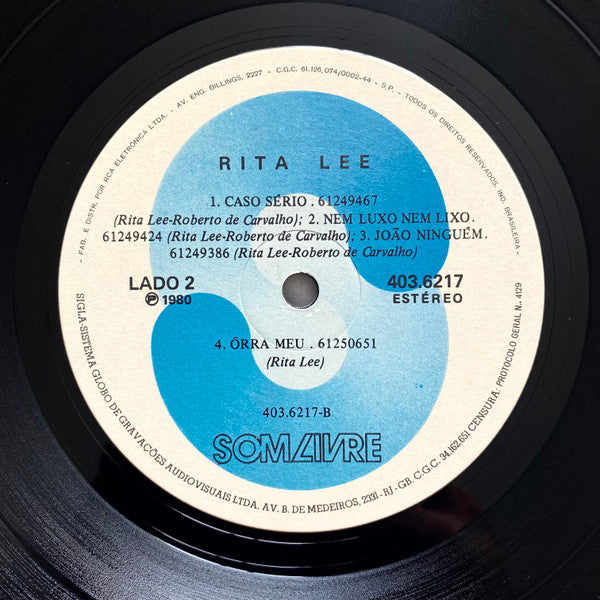 - FAB. E DISTR. POR RCA ELETRÔNICA LTDA. - AV. ENG. BILLINGS, 2227 - C.G.C. 61.126.074/0002-44 - S.P. - TODOS OS DIREITOS RESERVADOS. IND. BRASILEIRA -
RITA LEE
1. CASO SÉRIO . 61249467
(Rita Lee-Roberto de Carvalho); 2. NEM LUXO NEM LIXO.
61249424 (Rita Lee-Roberto de Carvalho); 3. JOÃO NINGUÉM.
61249386 (Rita Lee-Roberto de Carvalho)
LADO 2
Ⓟ 1980
403.6217
ESTÉREO
4. ÔRRA MEU . 61250651
(Rita Lee)
403.6217-B
SOM LIVRE
SIGLA-SISTEMA GLOBO DE GRAVAÇÕES AUDIOVISUAIS LTDA. AV. B. DE MEDEIROS, 2331-RJ-GB. C.G.C. 34.162.651 CENSURA: PROTOCOLO GERAL N.. 4129